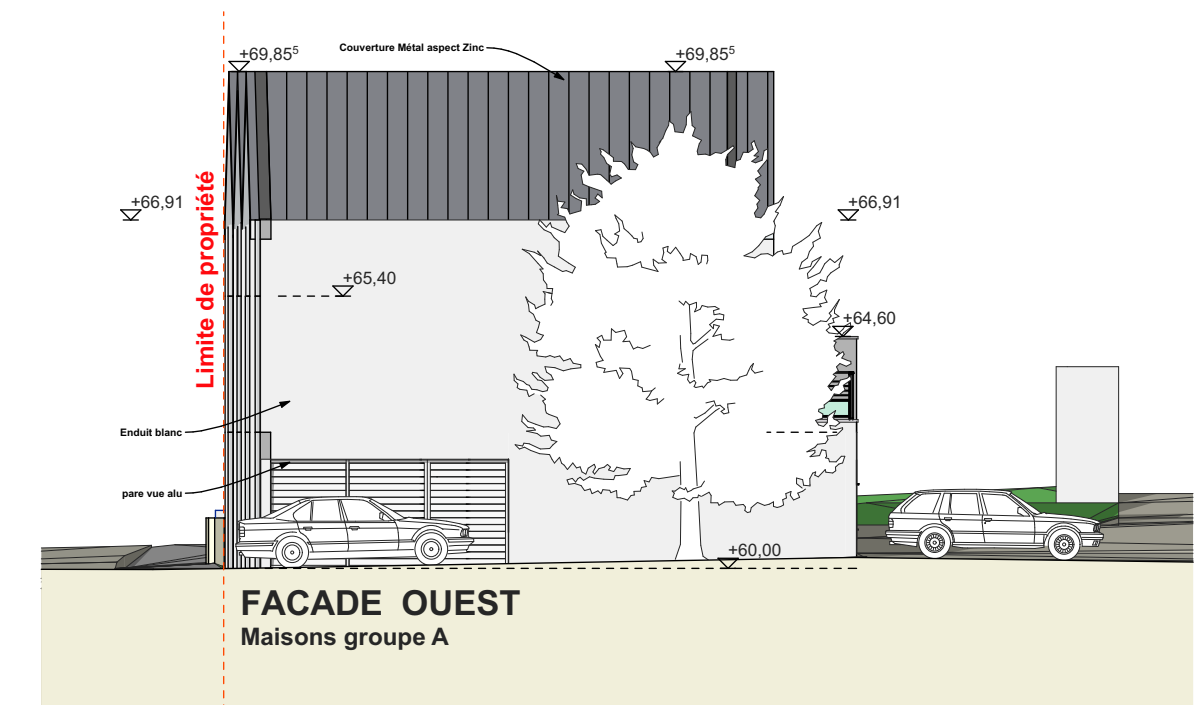 +69,85⁵
Couverture Métal aspect Zinc
+69,85⁵
+66,91
Limite de propriété
+66,91
+65,40
+64,60
Enduit blanc
pare vue alu
+60,00
FACADE OUEST
Maisons groupe A